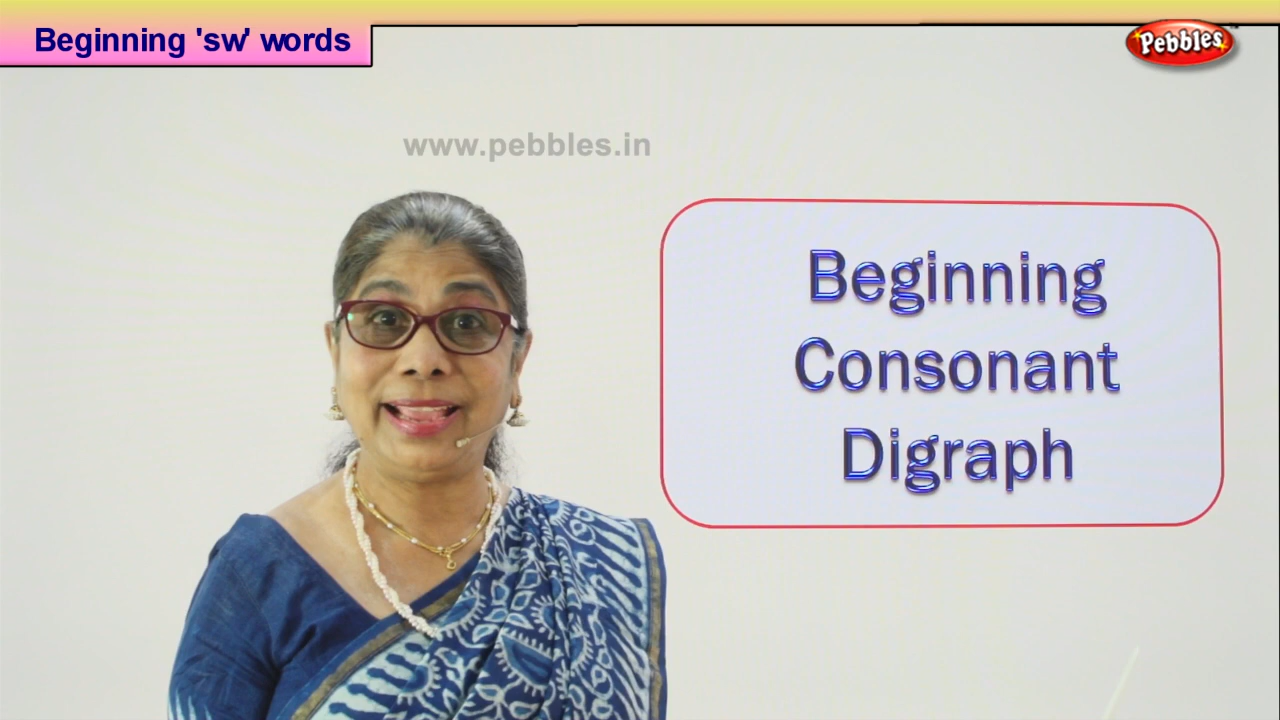 Beginning 'sw' words
Pebbles
www.pebbles.in
Beginning
Consonant
Digraph